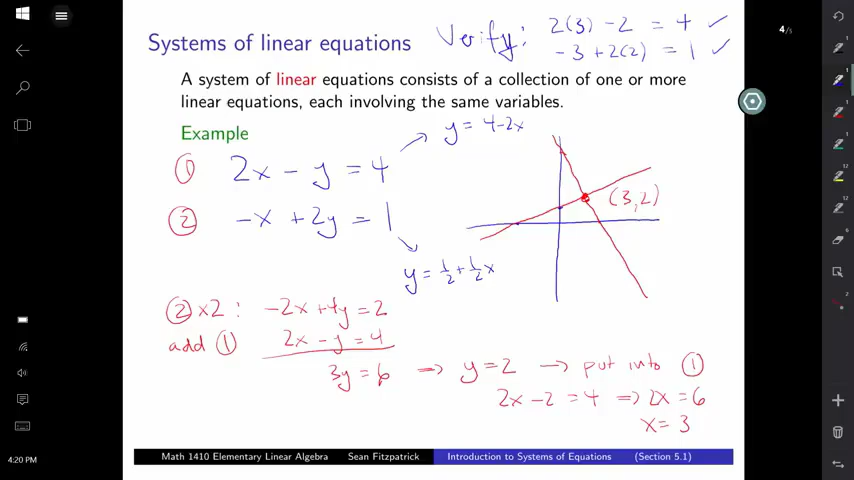 4/5
Systems of linear equations
Verify: 2(3) - 2 = 4 ✓
-3 + 2(2) = 1 ✓
A system of linear equations consists of a collection of one or more
linear equations, each involving the same variables.
Example
y = 4-2x
① 2x - y = 4
② -x + 2y = 1
(3,2)
y = 1/2 + 1/2 x
② x2 : -2x+4y = 2
add ① 2x - y = 4
3y = 6 ⇒ y = 2 → put into ①
2x - 2 = 4 ⇒ 2x = 6
x = 3
Math 1410 Elementary Linear Algebra Sean Fitzpatrick Introduction to Systems of Equations (Section 5.1)
4:20 PM